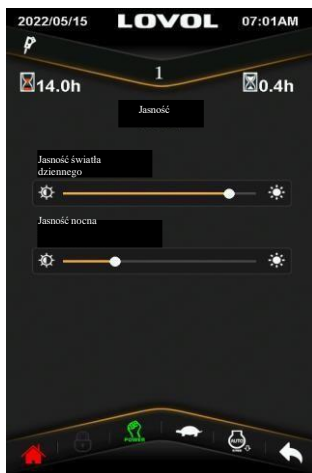 2022/05/15 LOVOL 07:01AM
1
14.0h 0.4h
Jasność
Jasność światła
dziennego
Jasność nocna
POWER AUTO